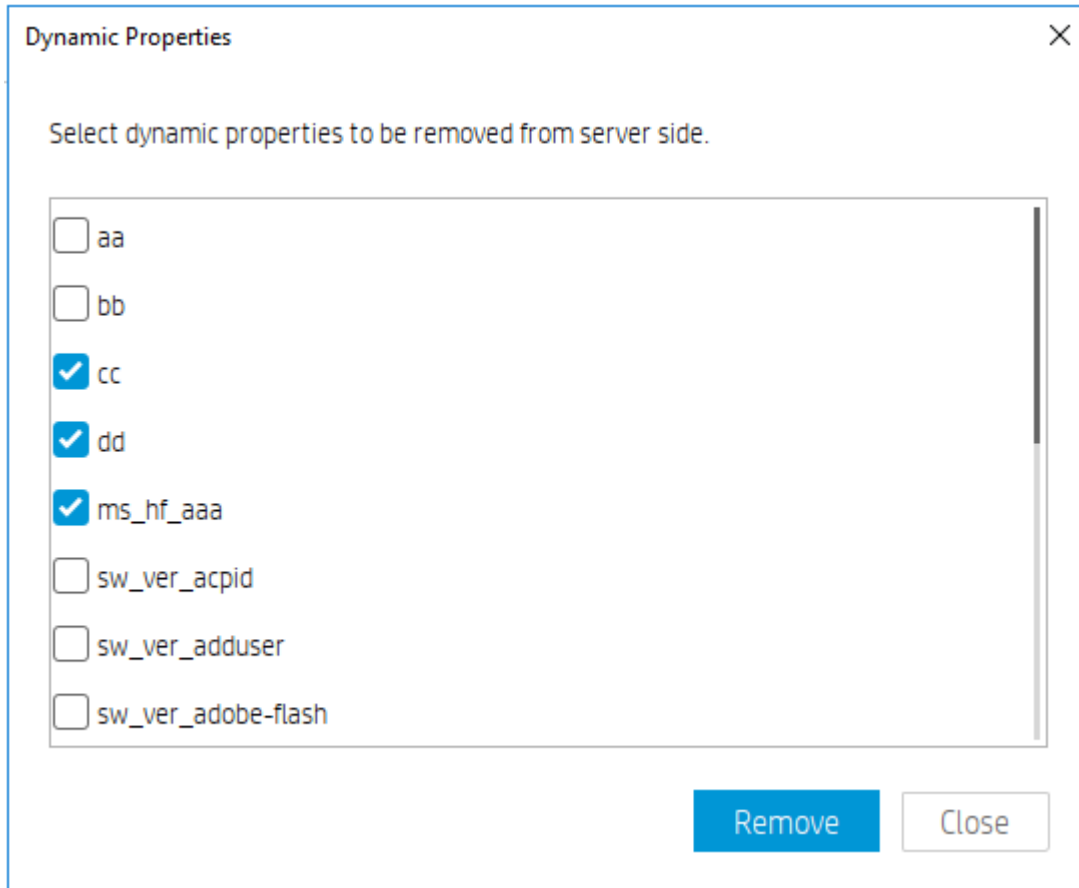 Dynamic Properties
Select dynamic properties to be removed from server side.
aa
bb
cc
dd
ms_hf_aaa
sw_ver_acpid
sw_ver_adduser
sw_ver_adobe-flash
Remove Close